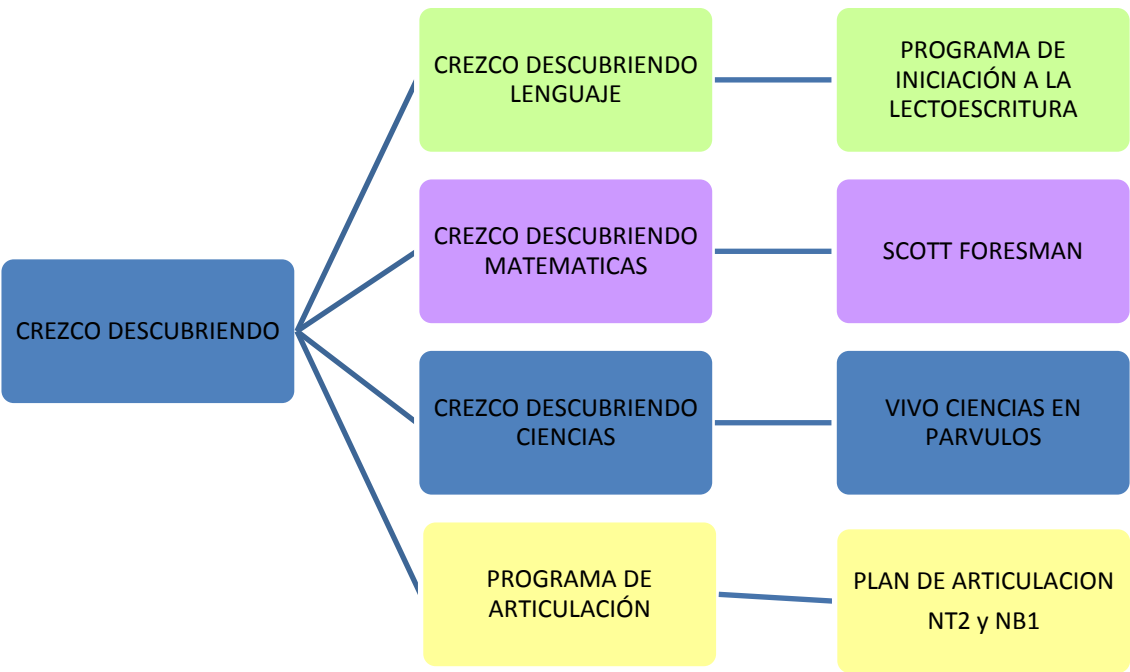 CREZCO DESCUBRIENDO
CREZCO DESCUBRIENDO
LENGUAJE
PROGRAMA DE
INICIACIÓN A LA
LECTOESCRITURA
CREZCO DESCUBRIENDO
MATEMATICAS
SCOTT FORESMAN
CREZCO DESCUBRIENDO
CIENCIAS
VIVO CIENCIAS EN
PARVULOS
PROGRAMA DE
ARTICULACIÓN
PLAN DE ARTICULACION
NT2 y NB1